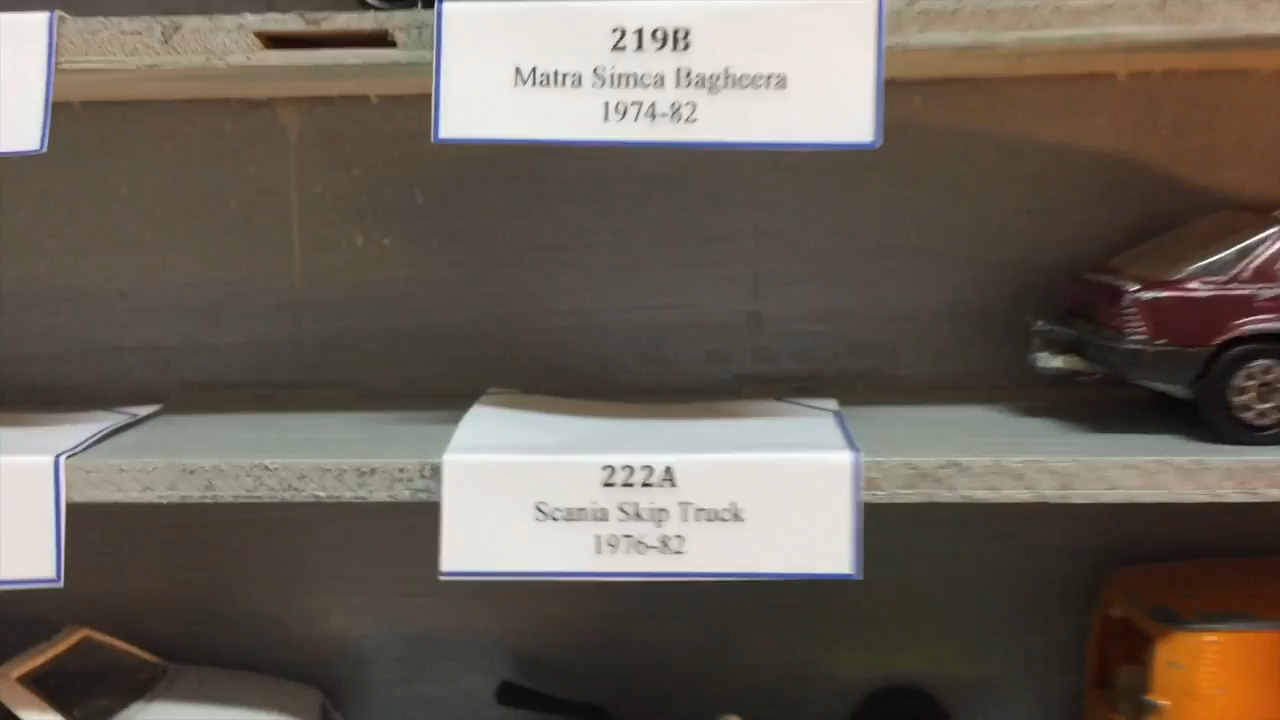 219B
Matra Simca Bagheera
1974-82
222A
Scania Skip Truck
1976-82